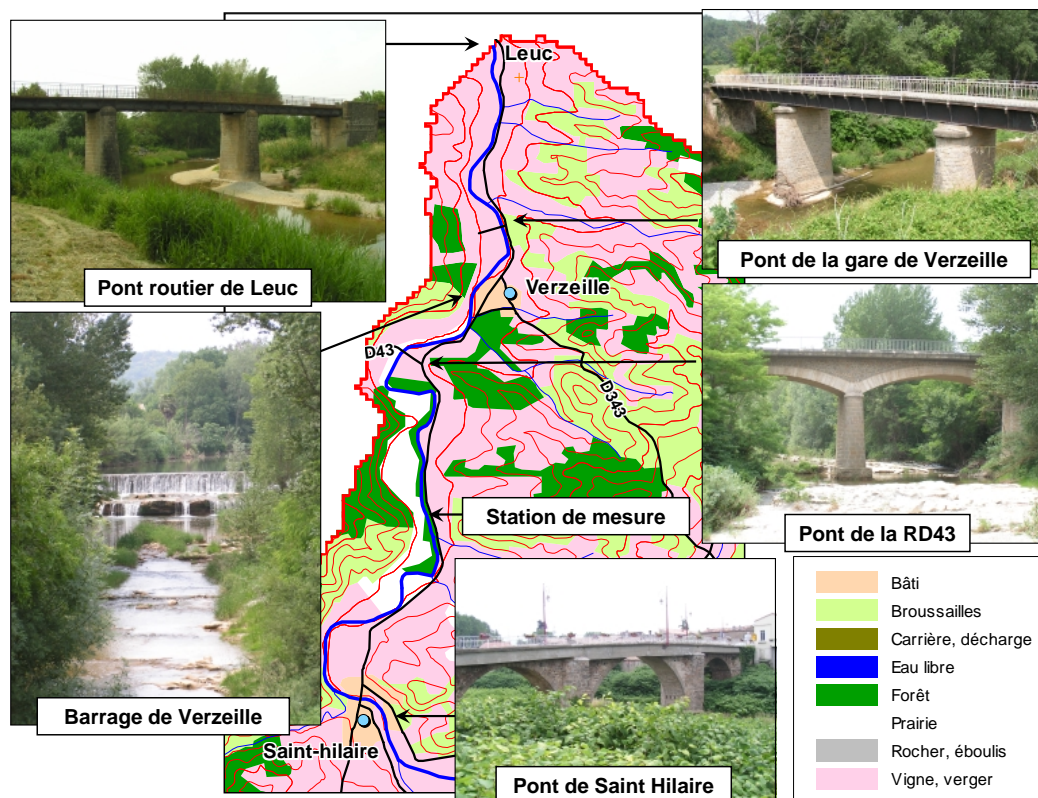 Leuc
Pont routier de Leuc
Pont de la gare de Verzeille
Verzeille
D43
D343
Station de mesure
Pont de la RD43
Barrage de Verzeille
Saint-hilaire
Pont de Saint Hilaire
Bâti
Broussailles
Carrière, décharge
Eau libre
Forêt
Prairie
Rocher, éboulis
Vigne, verger